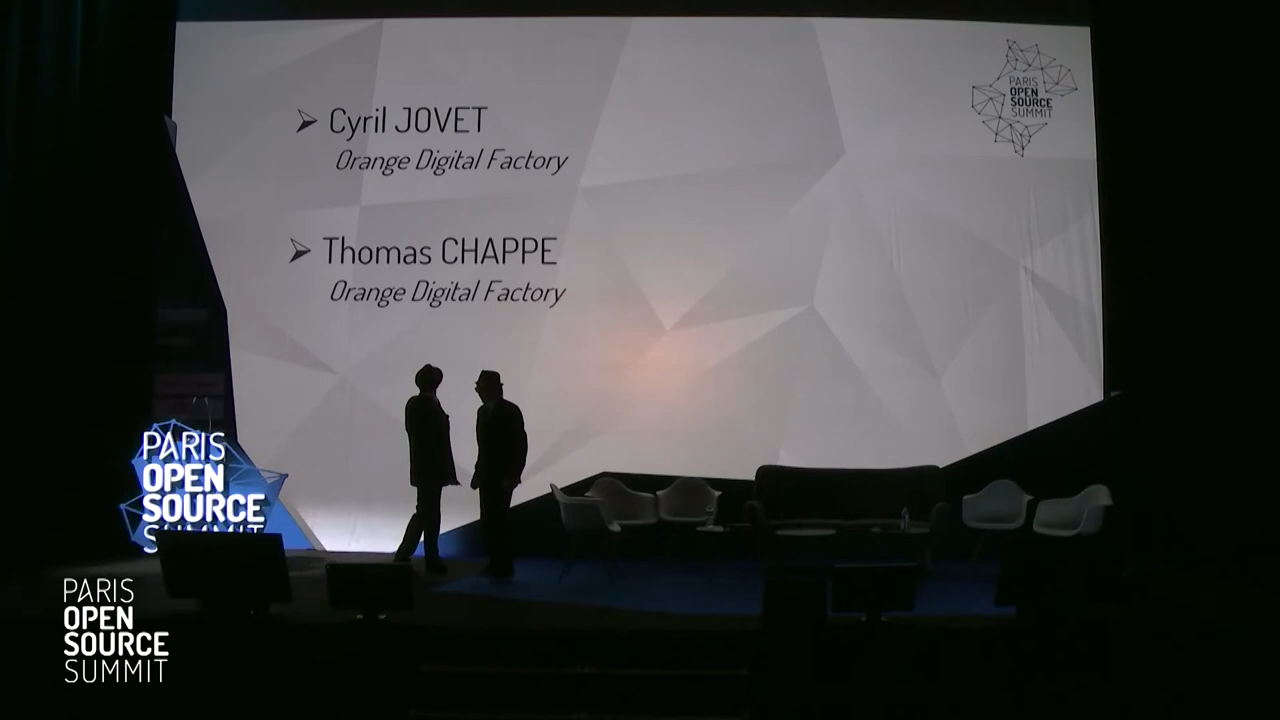 Cyril JOVET
Orange Digital Factory
Thomas CHAPPE
Orange Digital Factory
PARIS
OPEN
SOURCE
SUMMIT
PARIS
OPEN
SOURCE
SUMMIT
PARIS
OPEN
SOURCE
SUMMIT